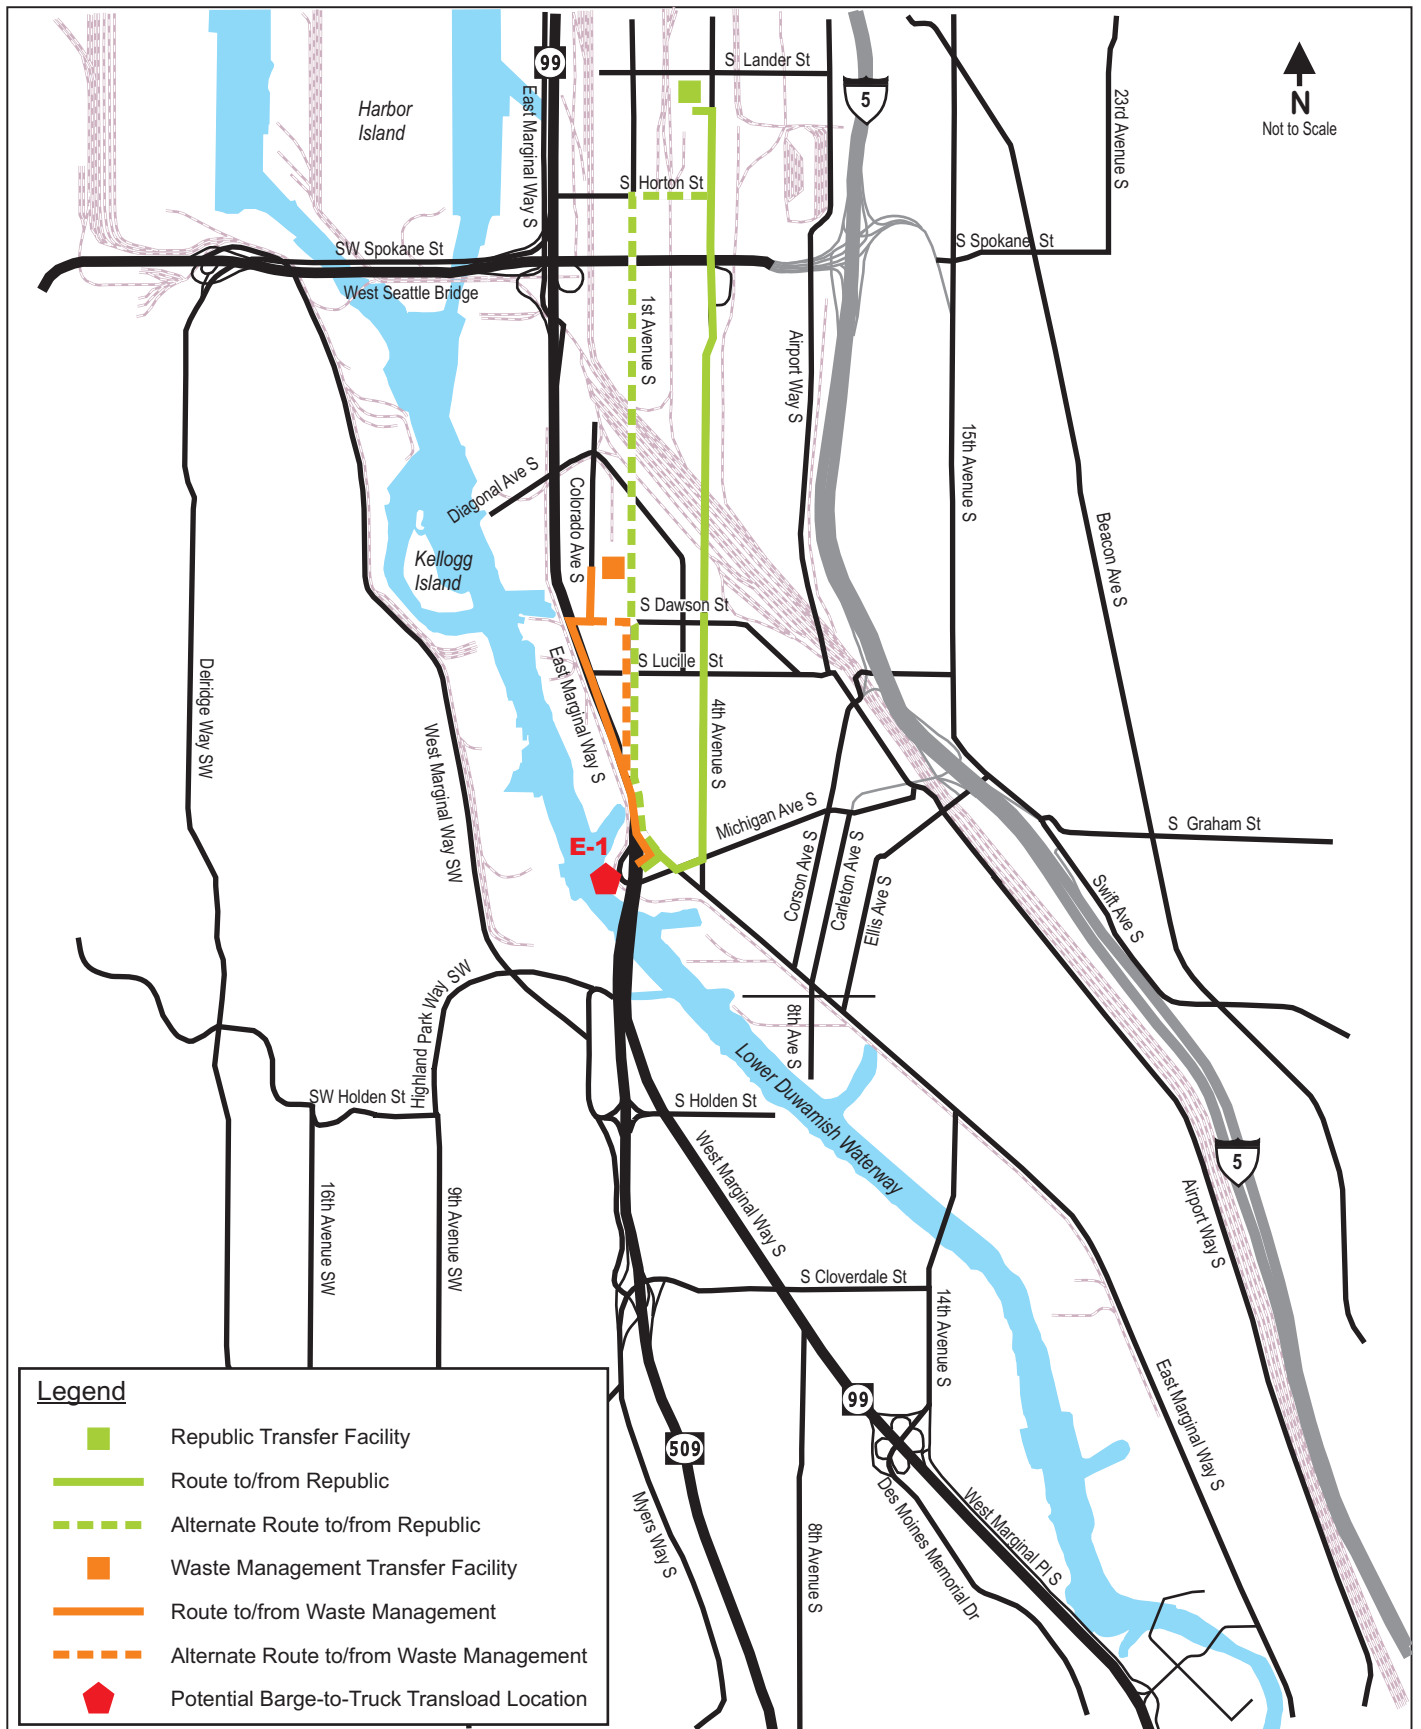 99
S Lander St
5
N
Not to Scale
Harbor
Island
East Marginal Way S
23rd Avenue S
S Horton St
SW Spokane St
S Spokane St
West Seattle Bridge
1st Avenue S
Airport Way S
15th Avenue S
Diagonal Ave S
Colorado Ave S
Beacon Ave S
Kellogg
Island
S Dawson St
S Lucille St
East Marginal Way S
Delridge Way SW
West Marginal Way SW
4th Avenue S
Michigan Ave S
S Graham St
E-1
Corson Ave S
Carleton Ave S
Ellis Ave S
Swift Ave S
Highland Park Way SW
8th Ave S
Lower Duwamish Waterway
SW Holden St
S Holden St
West Marginal Way S
5
16th Avenue SW
9th Avenue SW
Airport Way S
S Cloverdale St
14th Avenue S
East Marginal Way S
99
509
Myers Way S
8th Avenue S
Des Moines Memorial Dr
West Marginal Pl S
Legend
Republic Transfer Facility
Route to/from Republic
Alternate Route to/from Republic
Waste Management Transfer Facility
Route to/from Waste Management
Alternate Route to/from Waste Management
Potential Barge-to-Truck Transload Location